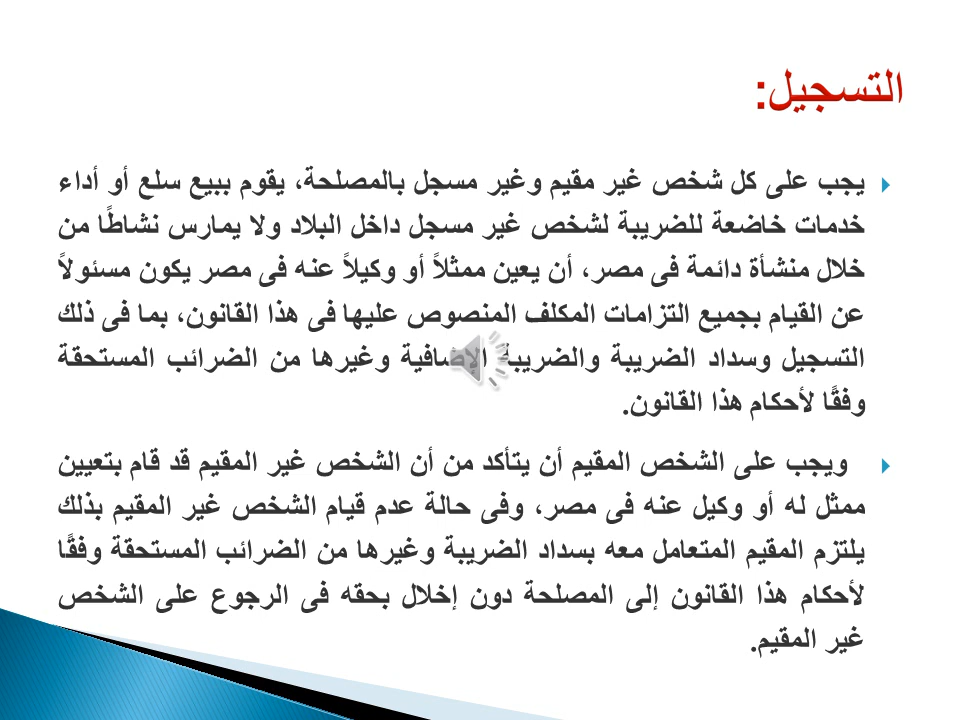 التسجيل:
يجب على كل شخص غير مقيم وغير مسجل بالمصلحة، يقوم ببيع سلع أو أداء
خدمات خاضعة للضريبة لشخص غير مسجل داخل البلاد ولا يمارس نشاطًا من
خلال منشأة دائمة فى مصر، أن يعين ممثلاً أو وكيلاً عنه فى مصر يكون مسئولاً
عن القيام بجميع التزامات المكلف المنصوص عليها فى هذا القانون، بما فى ذلك
التسجيل وسداد الضريبة والضريبة الإضافية وغيرها من الضرائب المستحقة
وفقًا لأحكام هذا القانون.
ويجب على الشخص المقيم أن يتأكد من أن الشخص غير المقيم قد قام بتعيين
ممثل له أو وكيل عنه فى مصر، وفى حالة عدم قيام الشخص غير المقيم بذلك
يلتزم المقيم المتعامل معه بسداد الضريبة وغيرها من الضرائب المستحقة وفقًا
لأحكام هذا القانون إلى المصلحة دون إخلال بحقه فى الرجوع على الشخص
غير المقيم.